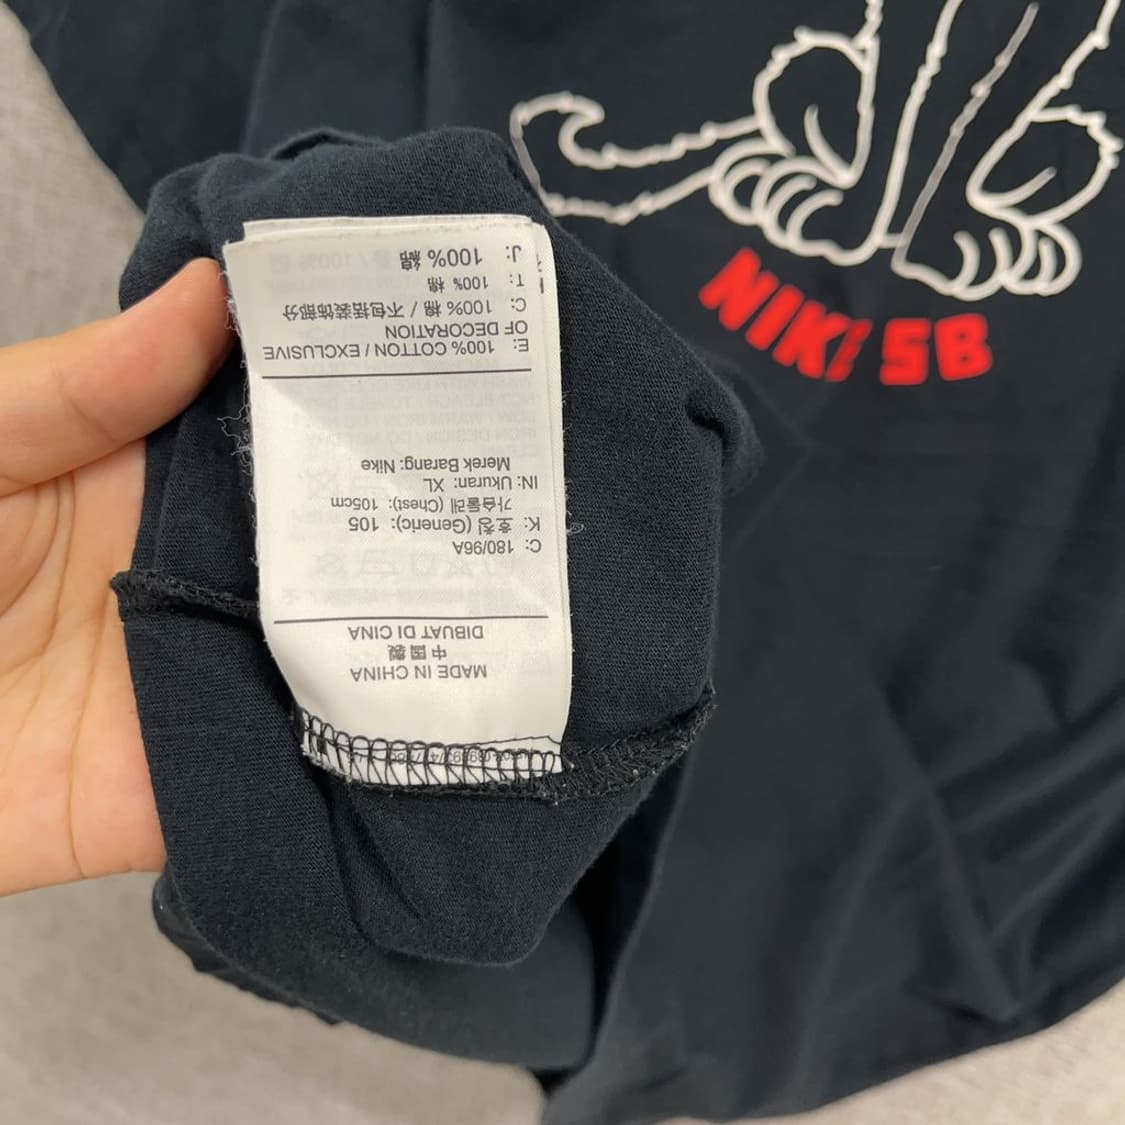 MADE IN CHINA
中国製
DIBUAT DI CINA
C: 180/96A
K: 호칭 (Generic): 105
가슴둘레 (Chest): 105cm
IN: Ukuran: XL
Merek Barang: Nike
E: 100% COTTON / EXCLUSIVE
OF DECORATION
C: 100% 棉 / 不包括装饰部分
T: 100% 棉
J: 100% 綿
NIKE SB